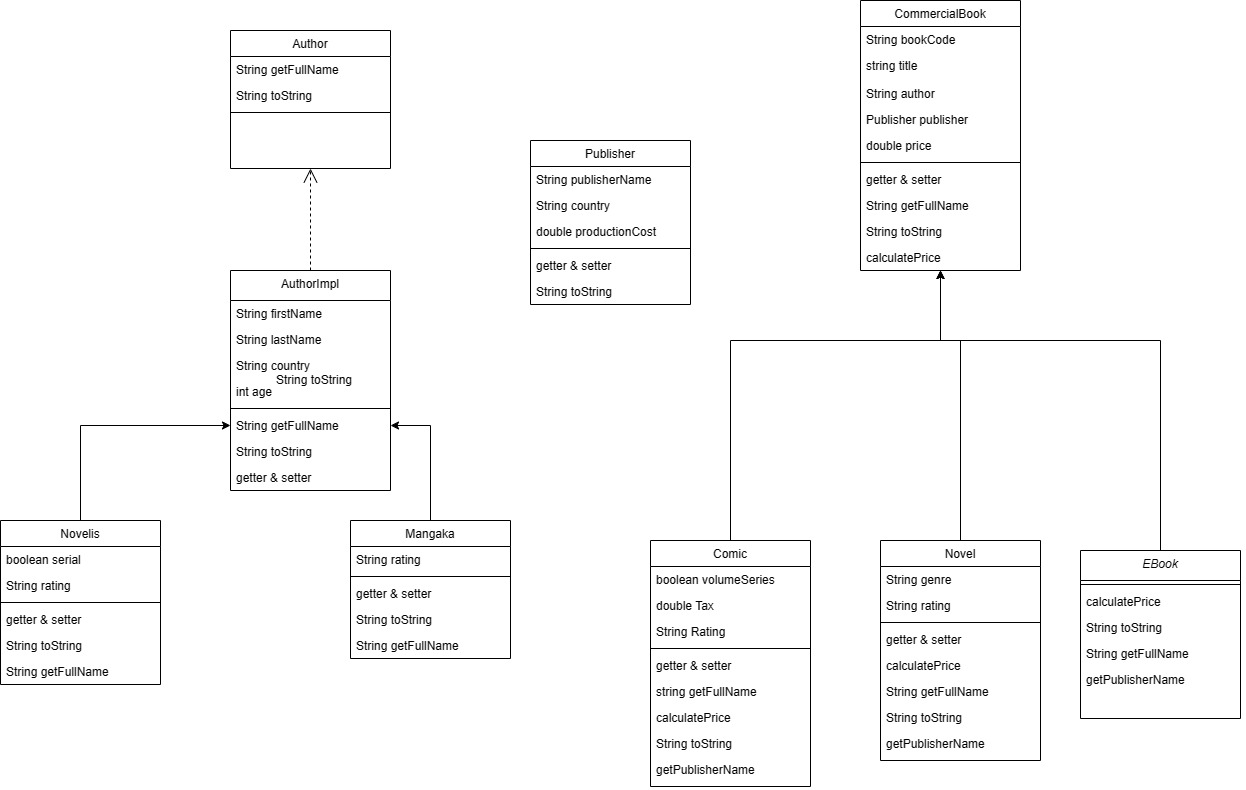 Author
String getFullName
String toString
AuthorImpl
String firstName
String lastName
String country
String toString
int age
String getFullName
String toString
getter & setter
Novelis
boolean serial
String rating
getter & setter
String toString
String getFullName
Mangaka
String rating
getter & setter
String toString
String getFullName
Publisher
String publisherName
String country
double productionCost
getter & setter
String toString
CommercialBook
String bookCode
string title
String author
Publisher publisher
double price
getter & setter
String getFullName
String toString
calculatePrice
Comic
boolean volumeSeries
double Tax
String Rating
getter & setter
string getFullName
calculatePrice
String toString
getPublisherName
Novel
String genre
String rating
getter & setter
calculatePrice
String getFullName
String toString
getPublisherName
EBook
calculatePrice
String toString
String getFullName
getPublisherName